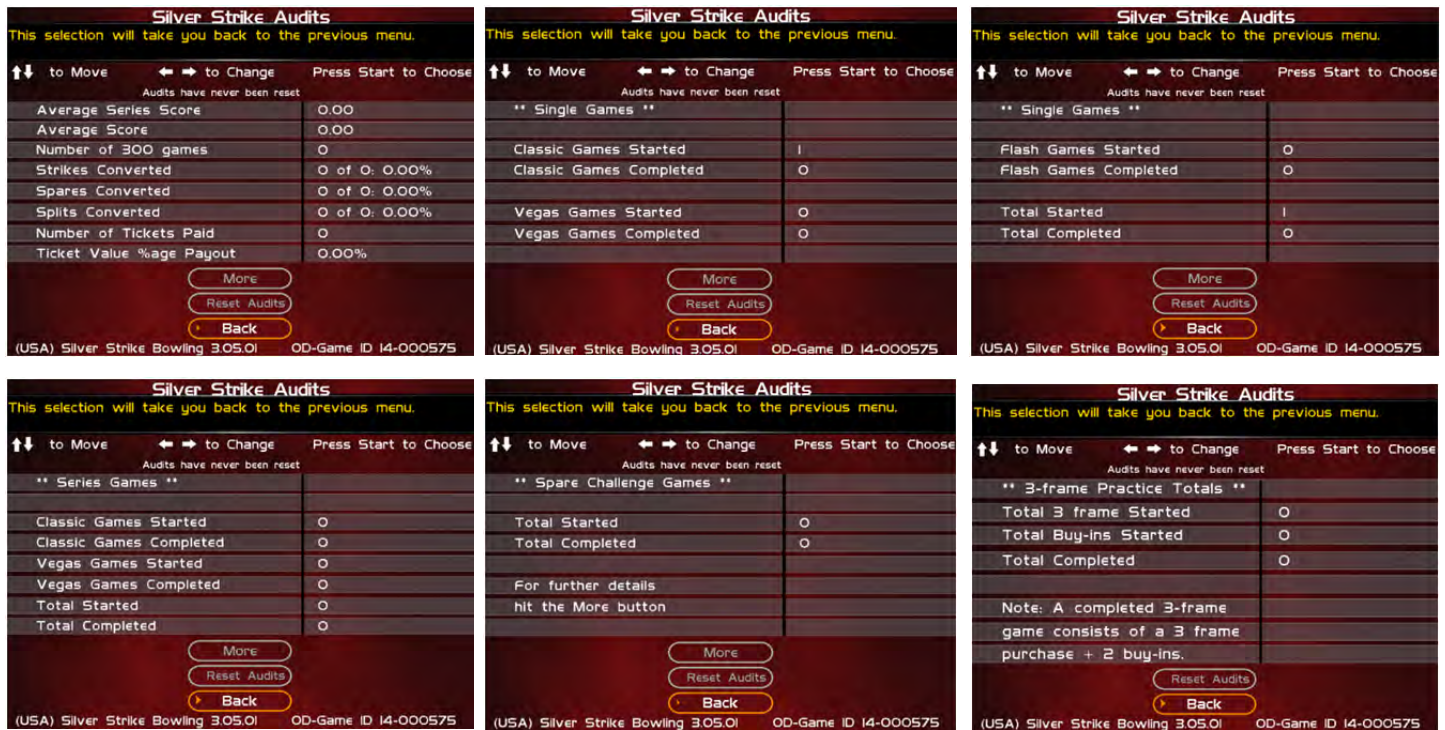 Silver Strike Audits
This selection will take you back to the previous menu.
to Move to Change Press Start to Choose
Audits have never been reset
Average Series Score 0.00
Average Score 0.00
Number of 300 games 0
Strikes Converted 0 of 0: 0.00%
Spares Converted 0 of 0: 0.00%
Splits Converted 0 of 0: 0.00%
Number of Tickets Paid 0
Ticket Value %age Payout 0.00%
More
Reset Audits
Back
(USA) Silver Strike Bowling 3.05.01 OD-Game ID 14-000575
Silver Strike Audits
This selection will take you back to the previous menu.
to Move to Change Press Start to Choose
Audits have never been reset
** Single Games **
Classic Games Started 1
Classic Games Completed 0
Vegas Games Started 0
Vegas Games Completed 0
More
Reset Audits
Back
(USA) Silver Strike Bowling 3.05.01 OD-Game ID 14-000575
Silver Strike Audits
This selection will take you back to the previous menu.
to Move to Change Press Start to Choose
Audits have never been reset
** Single Games **
Flash Games Started 0
Flash Games Completed 0
Total Started 1
Total Completed 0
More
Reset Audits
Back
(USA) Silver Strike Bowling 3.05.01 OD-Game ID 14-000575
Silver Strike Audits
This selection will take you back to the previous menu.
to Move to Change Press Start to Choose
Audits have never been reset
** Series Games **
Classic Games Started 0
Classic Games Completed 0
Vegas Games Started 0
Vegas Games Completed 0
Total Started 0
Total Completed 0
More
Reset Audits
Back
(USA) Silver Strike Bowling 3.05.01 OD-Game ID 14-000575
Silver Strike Audits
This selection will take you back to the previous menu.
to Move to Change Press Start to Choose
Audits have never been reset
** Spare Challenge Games **
Total Started 0
Total Completed 0
For further details
hit the More button
More
Reset Audits
Back
(USA) Silver Strike Bowling 3.05.01 OD-Game ID 14-000575
Silver Strike Audits
This selection will take you back to the previous menu.
to Move to Change Press Start to Choose
Audits have never been reset
** 3-frame Practice Totals **
Total 3 frame Started 0
Total Buy-ins Started 0
Total Completed 0
Note: A completed 3-frame
game consists of a 3 frame
purchase + 2 buy-ins.
Reset Audits
Back
(USA) Silver Strike Bowling 3.05.01 OD-Game ID 14-000575